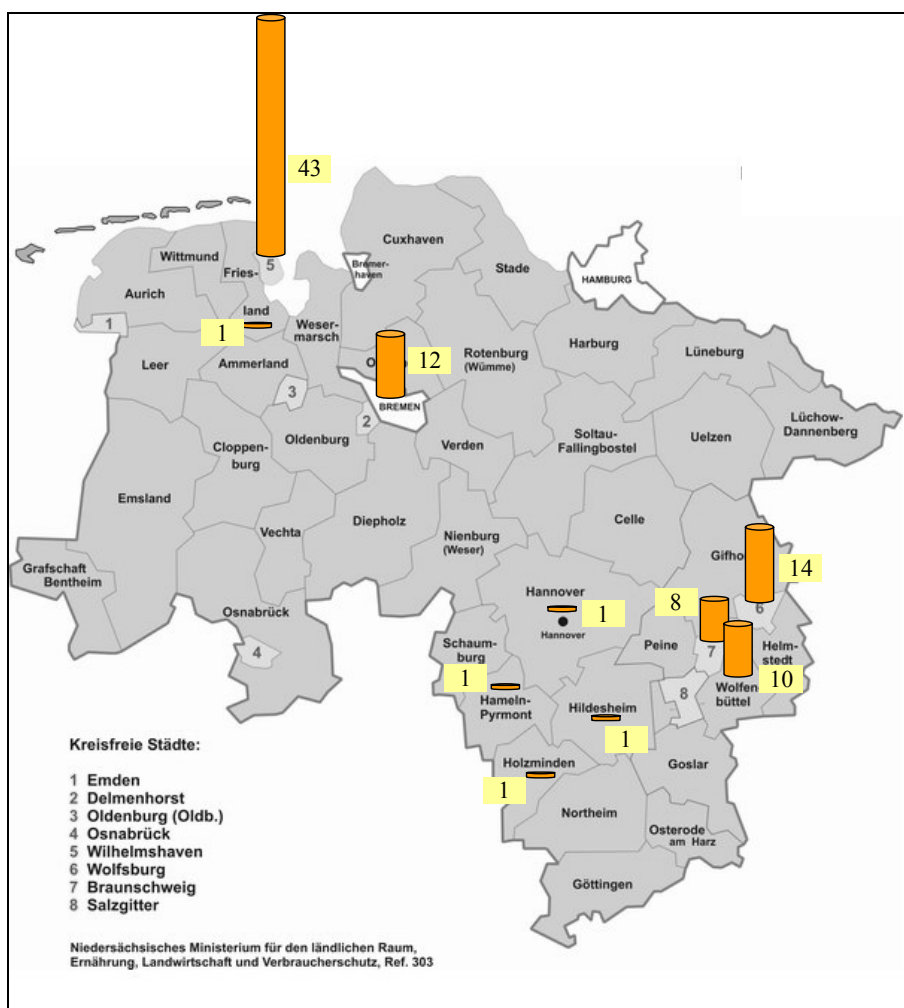 43
Cuxhaven
Wittmund
Bremer-
haven
Stade
Fries-
5
HAMBURG
Aurich
land
Weser-
marsch
1
1
Harburg
Lüneburg
12
Rotenburg
(Wümme)
Leer
Ammerland
3
BREMEN
Lüchow-
Dannenberg
2
Oldenburg
Verden
Soltau-
Fallingbostel
Uelzen
Cloppen-
burg
Emsland
Diepholz
Celle
Vechta
Nienburg
(Weser)
Grafschaft
Bentheim
14
Hannover
8
6
1
Osnabrück
Hannover
Schaum-
burg
Peine
7
Helm-
stedt
4
1
10
Hameln-
Pyrmont
Hildesheim
8
büttel
1
Kreisfreie Städte:
Holzminden
Goslar
1
1 Emden
2 Delmenhorst
3 Oldenburg (Oldb.)
4 Osnabrück
5 Wilhelmshaven
6 Wolfsburg
7 Braunschweig
8 Salzgitter
Northeim
Osterode
am Harz
Göttingen
Niedersächsisches Ministerium für den ländlichen Raum,
Ernährung, Landwirtschaft und Verbraucherschutz, Ref. 303